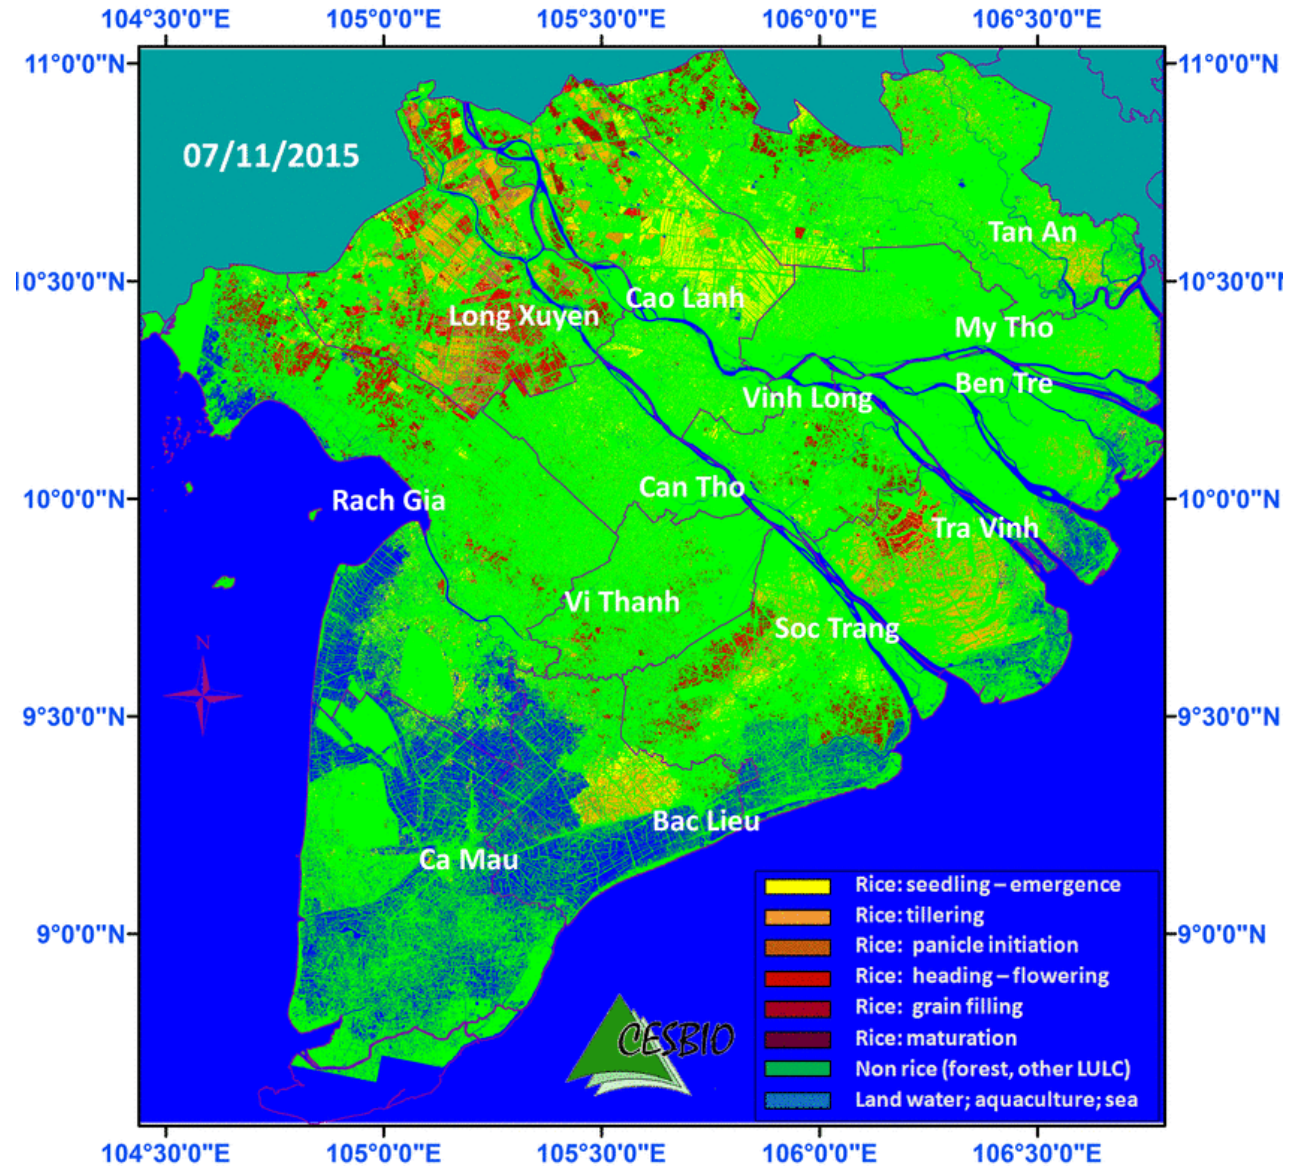 104°30'0"E 105°0'0"E 105°30'0"E 106°0'0"E 106°30'0"E
11°0'0"N 11°0'0"N
07/11/2015
Tan An
10°30'0"N 10°30'0"N
Cao Lanh
Long Xuyen
My Tho
Ben Tre
Vinh Long
Can Tho
10°0'0"N Rach Gia 10°0'0"N
Tra Vinh
Vi Thanh
Soc Trang
N
9°30'0"N 9°30'0"N
Bac Lieu
Ca Mau
Rice: seedling – emergence
Rice: tillering
9°0'0"N 9°0'0"N
Rice: panicle initiation
Rice: heading – flowering
Rice: grain filling
CESBIO
Rice: maturation
Non rice (forest, other LULC)
Land water; aquaculture; sea
104°30'0"E 105°0'0"E 105°30'0"E 106°0'0"E 106°30'0"E